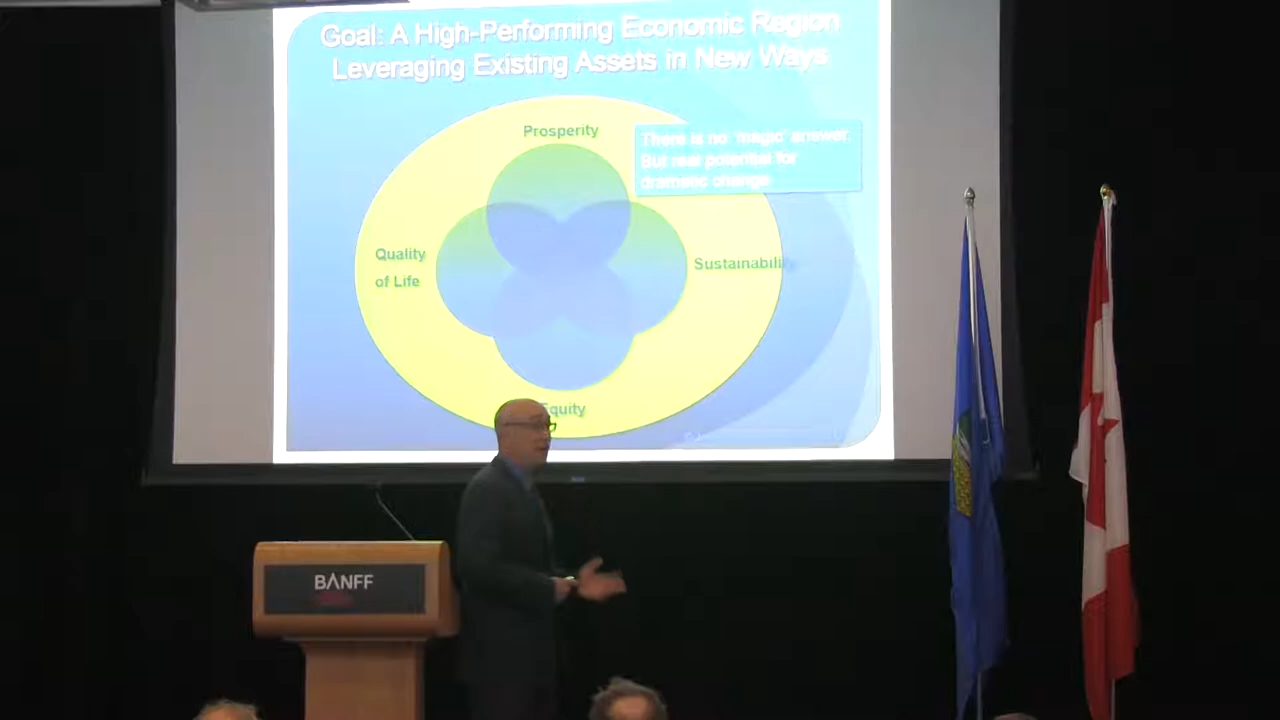 Goal: A High-Performing Economic Region
Leveraging Existing Assets in New Ways
Prosperity
There is no 'magic' answer.
But real potential for
dramatic change
Quality
of Life
Sustainability
Equity
BANFF